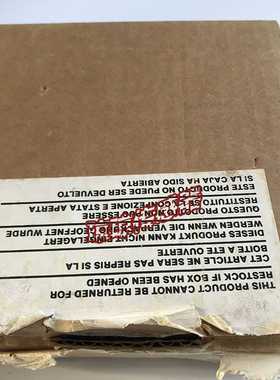 THIS PRODUCT CANNOT BE RETURNED FOR
RESTOCK IF BOX HAS BEEN OPENED
CET ARTICLE NE SERA PAS REPRIS SI LA
BOITE A ETE OUVERTE
DIESES PRODUKT KANN NICHT EINGELAGERT
WERDEN WENN DIE WURDE
QUESTO PRODOTTO NON PUO ESSERE
RESTITUITO SE LA CONFEZIONE E STATA APERTA
ESTE PRODUCTO NO PUEDE SER DEVUELTO
SI LA CAJA HA SIDO ABIERTA